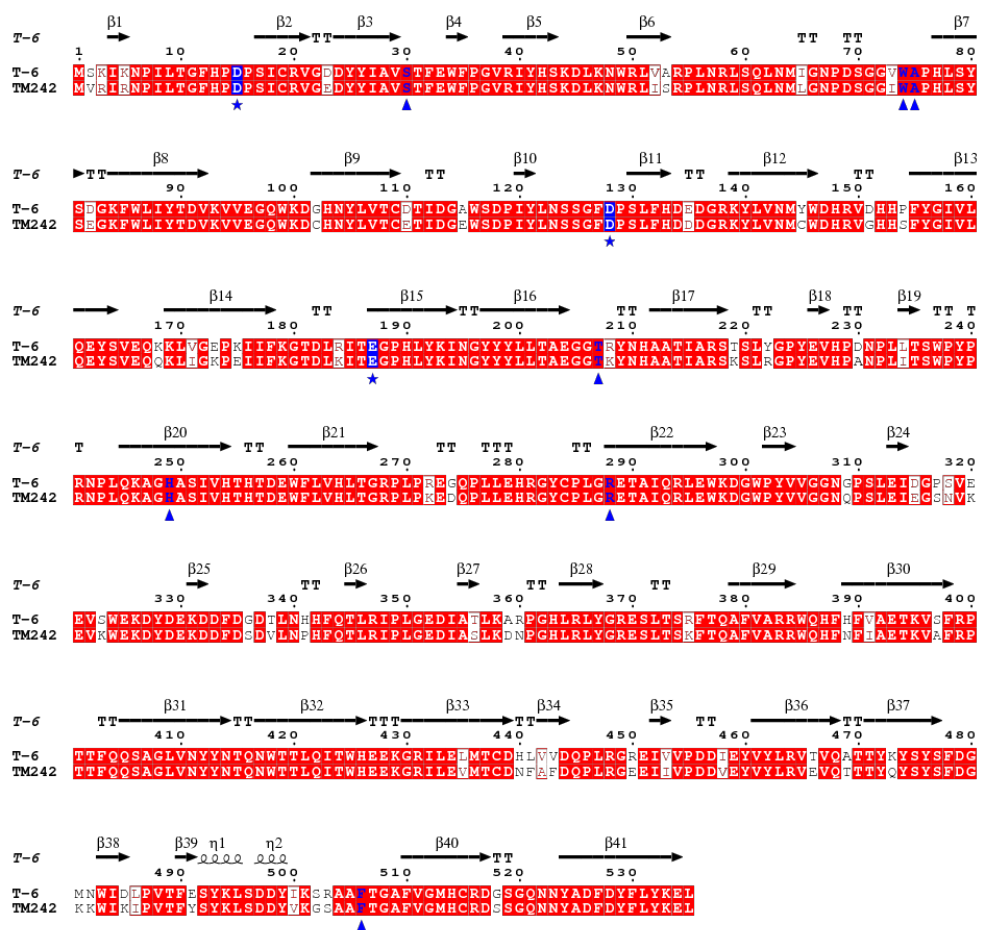 β1 β2 β3 β4 β5 β6 β7
T-6 TT TT TT
1 10 20 30 40 50 60 70 80
T-6 MSKIKNPILTGFHPDPSICRVGDDYYIAVSTFEWFPGVRIYHSKDLKNWRLVARPLNRLSQLNMIGNPDSGGVWAPHLSY
TM242 MVRIRNPILTGFHPDPSICRVGEDYYIAVSTFEWFPGVRIYHSKDLKNWRLISRPLNRLSQLNMLGNPDSGGIWAPHLSY
β8 β9 β10 β11 β12 β13
T-6 TT TT TT TT
90 100 110 120 130 140 150 160
T-6 SDGKFWLIYTDVKVVEGQWKDGHNYLVTCDTIDGAWSDPIYLNSSGFDPSLFHDEDGRKYLVNMYWDHRVDHHPFYGIVL
TM242 SEGKFWLIYTDVKVVEGQWKDCHNYLVTCETIDGEWSDPIYLNSSGFDPSLFHDDDGRKYLVNMCWDHRVGHHSFYGIVL
β14 β15 β16 β17 β18 β19
T-6 TT TT TT TT TT TT T
170 180 190 200 210 220 230 240
T-6 QEYSVEQKKLVGEPKIIFKGTDLRITEGPHLYKINGYYYLLTAEGGTRYNHAATIARSTSLYGPYEVHPDNPLLTSWPYP
TM242 QEYSVEQQKLIGKPEIIFKGTDLKITEGPHLYKINGYYYLLTAEGGTKYNHAATIARSKSLRGPYEVHPANPLITSWPYP
β20 β21 β22 β23 β24
T-6 T TT TT TTT TT
250 260 270 280 290 300 310 320
T-6 RNPLQKAGHASIVHTHTDEWFLVHLTGRPLPREGQPLLEHRGYCPLGRETAIQRLEWKDGWPYVVGGNGPSLEIDGPSVE
TM242 RNPLQKAGHASIVHTHTDEWFLVHLTGRPLPKEDQPLLEHRGYCPLGRETAIQRLEWKDGWPYVVGGNQPSLEIEGSNVK
β25 β26 β27 β28 β29 β30
T-6 TT TT TT
330 340 350 360 370 380 390 400
T-6 EVSWEKDYDEKDDFDGDTLNHHFQTLRIPLGEDIATLKARPGHLRLYGRESLTSRFTQAFVARRWQHFHFVAETKVSFRP
TM242 EVKWEKDYDEKDDFDSDVLNPHFQTLRIPLGEDIASLKDNPGHLRLYGRESLTSKFTQAFVARRWQHFNFIAETKVAFRP
β31 β32 β33 β34 β35 β36 β37
T-6 TT TT TTT TT TT TT
410 420 430 440 450 460 470 480
T-6 TTFQQSAGLVNYYNTQNWTTLQITWHEEKGRILELMTCDHLVVDQPLRGREIVVPDDIEYVYLRVTVQATTYKYSYSFDG
TM242 TTFQQSAGLVNYYNTQNWTTLQITWHEEKGRILEVMTCDNFAFDQPLRGEEIIVPDDVEYVYLRVEVQTTTYQYSYSFDG
β38 β39 η1 η2 β40 β41
T-6 TT
490 500 510 520 530
T-6 MNWIDLPVTFESYKLSDDYIKSRAAFTGAFVGMHCRDGSGQNNYADFDYFLYKEL
TM242 KKWIKIPVTFYSYKLSDDYVKGSAAFTGAFVGMHCRDSSGQNNYADFDYFLYKEL